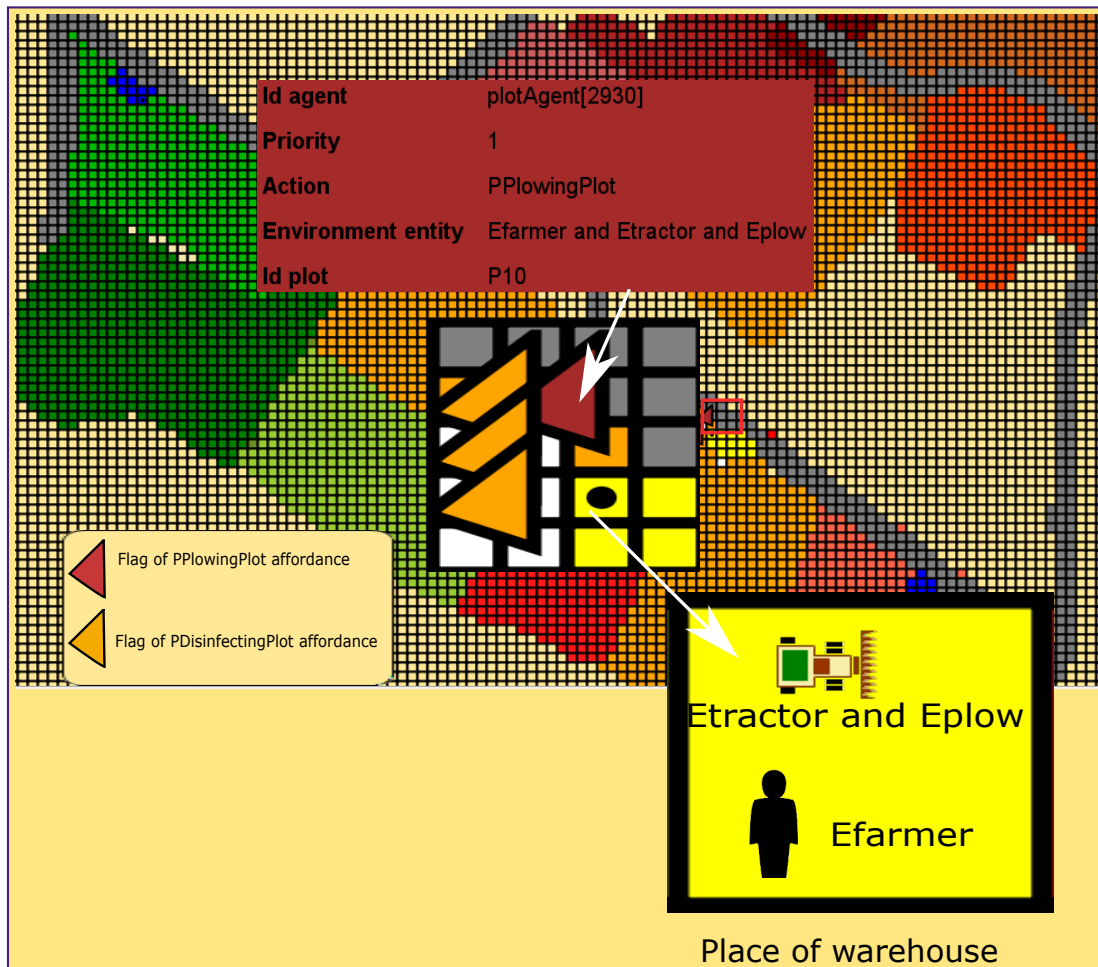 Id agent plotAgent[2930]
Priority 1
Action PPlowingPlot
Environment entity Efarmer and Etractor and Eplow
Id plot P10
Flag of PPlowingPlot affordance
Flag of PDisinfectingPlot affordance
Etractor and Eplow
Efarmer
Place of warehouse